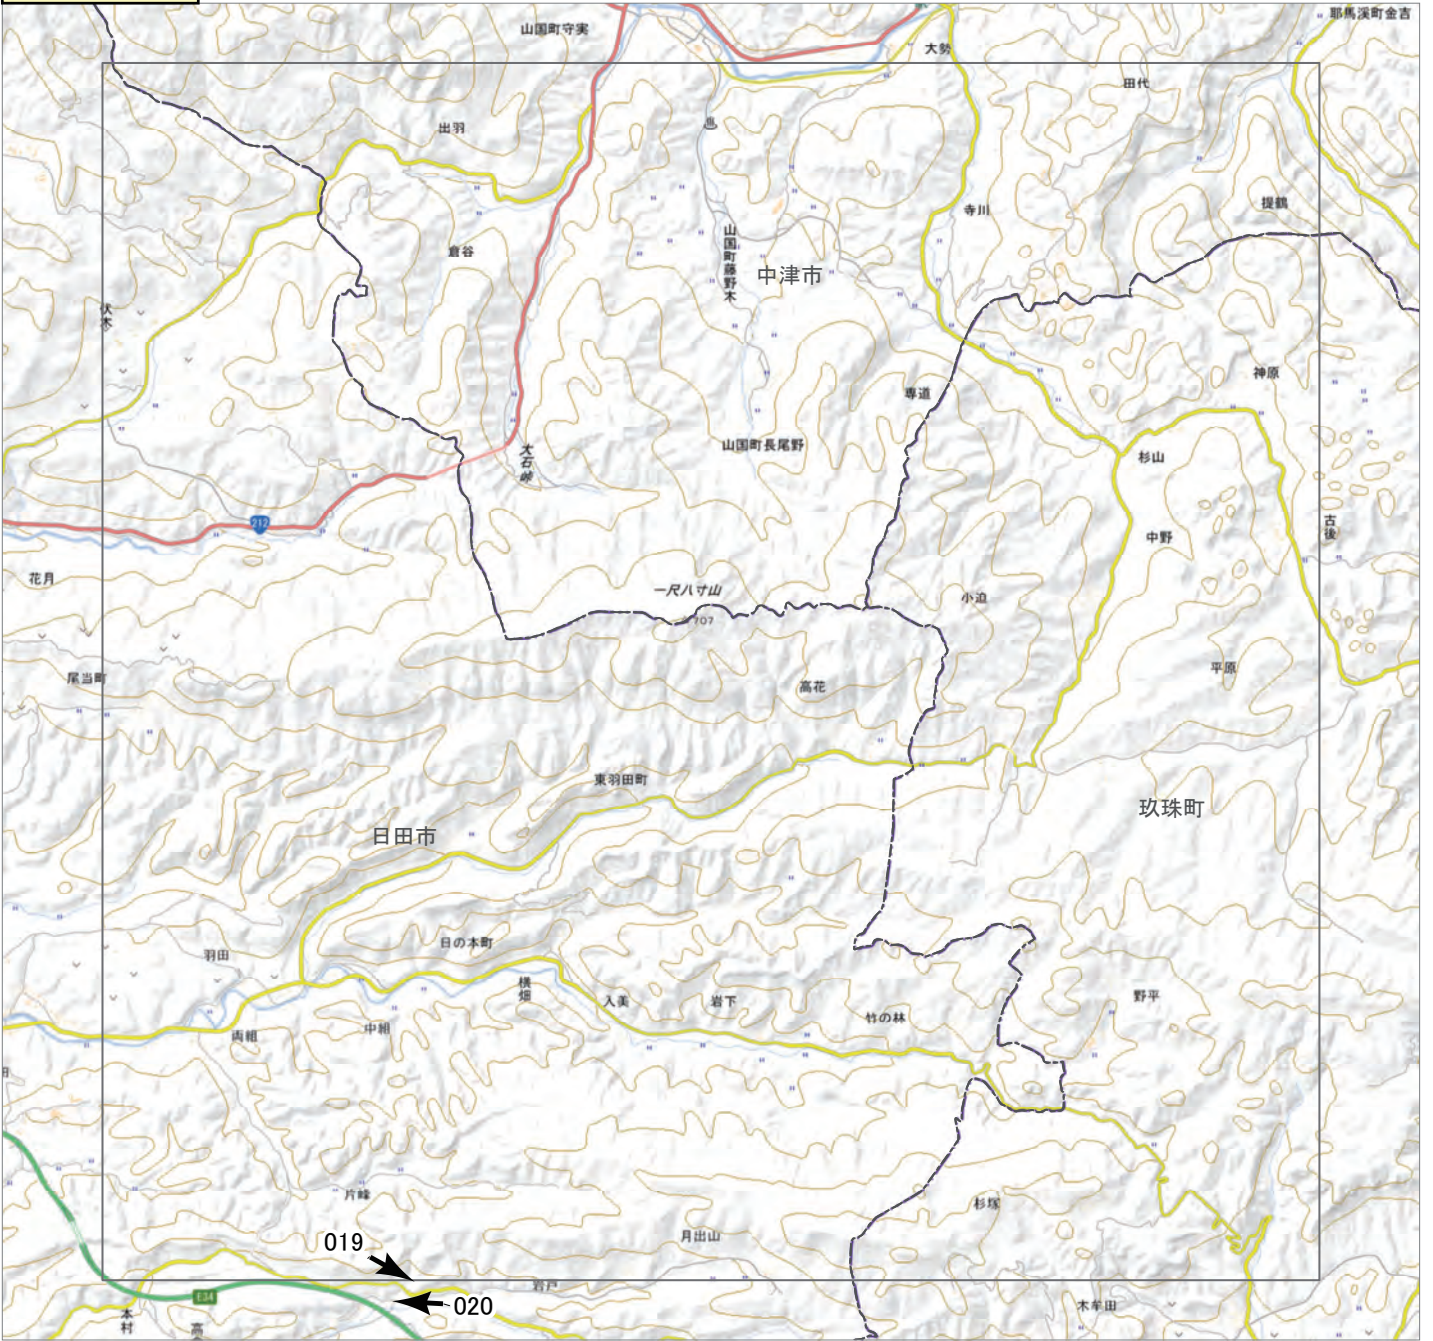 山国町守実
耶馬溪町金吉
大勢
田代
出羽
提鶴
寺川
山国町藤野木
倉谷
中津市
伏木
神原
専道
山国町長尾野
大石峠
杉山
212
古後
中野
花月
一尺八寸山
707
小迫
平原
尾当町
高花
東羽田町
玖珠町
日田市
日の本町
羽田
横畑
入美
岩下
野平
竹の林
中組
両組
片峰
杉塚
月出山
019
岩戸
E34
020
木牟田
本村